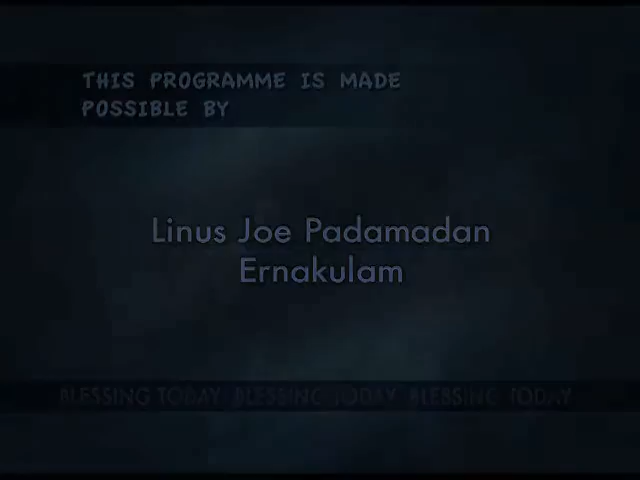 THIS PROGRAMME IS MADE
POSSIBLE BY
Linus Joe Padamadan
Ernakulam
BLESSING TODAY BLESSING TODAY BLESSING TODAY